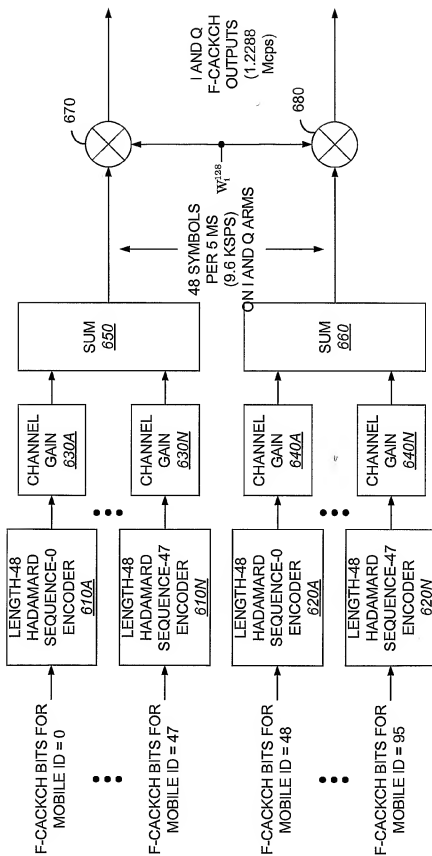 F-CACKCH BITS FOR
MOBILE ID = 0
F-CACKCH BITS FOR
MOBILE ID = 47
F-CACKCH BITS FOR
MOBILE ID = 48
F-CACKCH BITS FOR
MOBILE ID = 95
LENGTH-48
HADAMARD
SEQUENCE-0
ENCODER
610A
LENGTH-48
HADAMARD
SEQUENCE-47
ENCODER
610N
LENGTH-48
HADAMARD
SEQUENCE-0
ENCODER
620A
LENGTH-48
HADAMARD
SEQUENCE-47
ENCODER
620N
CHANNEL
GAIN
630A
CHANNEL
GAIN
630N
CHANNEL
GAIN
640A
CHANNEL
GAIN
640N
SUM
650
SUM
660
48 SYMBOLS
PER 5 MS
(9.6 KSPS)
ON I AND Q ARMS
670
W_i^128
680
I AND Q
F-CACKCH
OUTPUTS
(1.2288
Mcps)